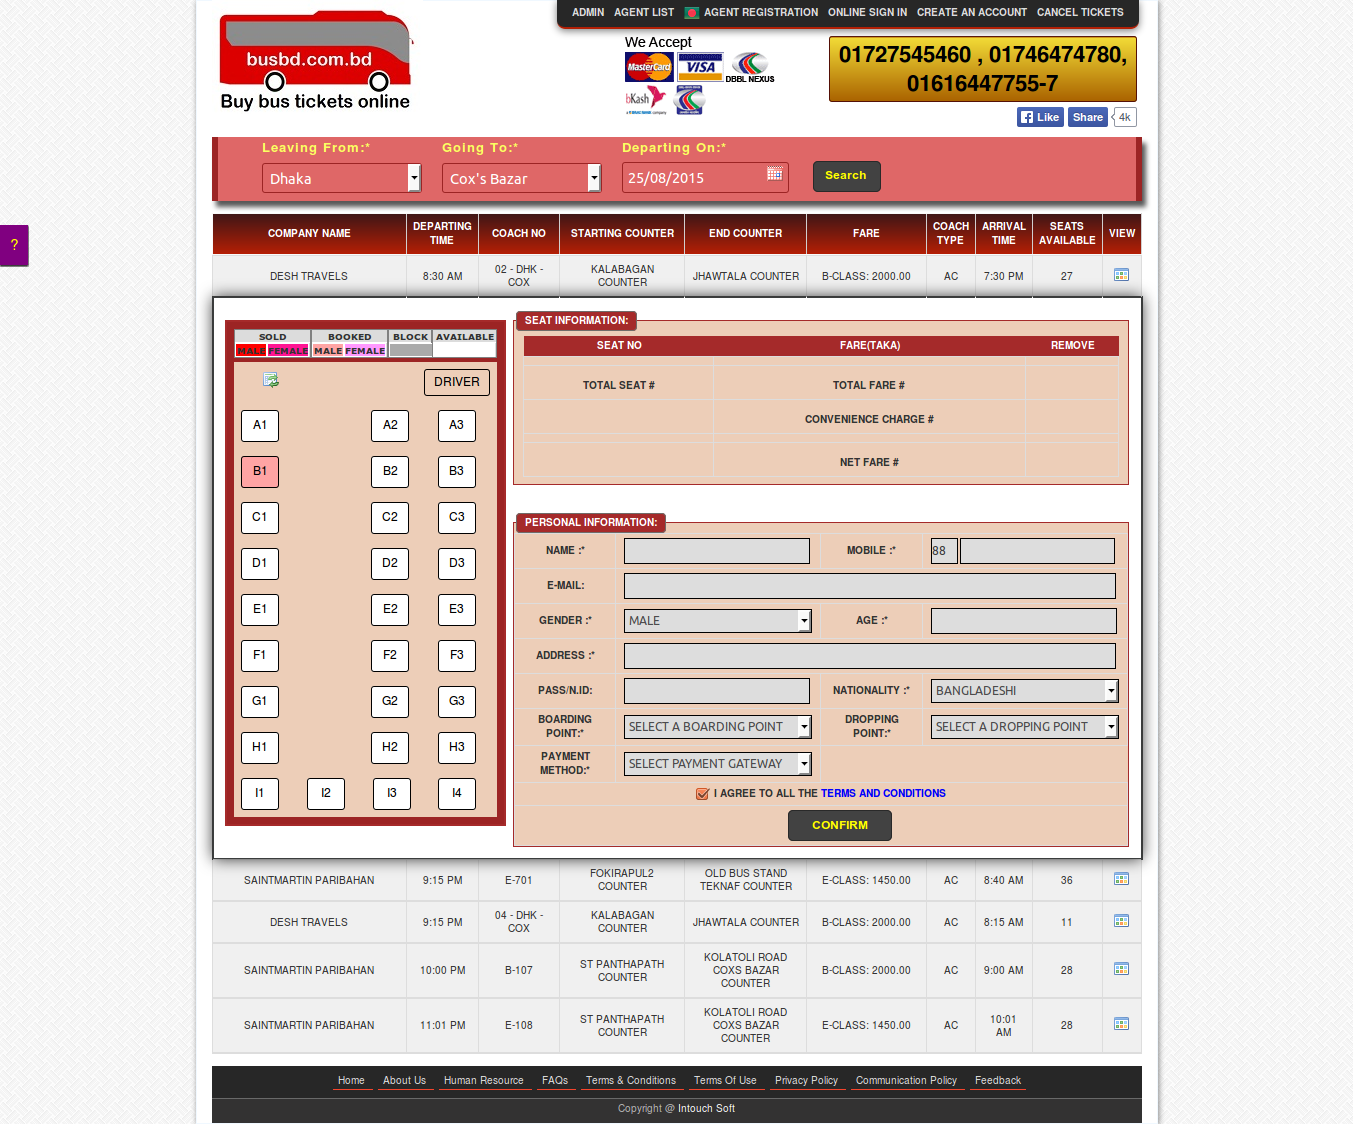 ADMIN AGENT LIST AGENT REGISTRATION ONLINE SIGN IN CREATE AN ACCOUNT CANCEL TICKETS
busbd.com.bd
Buy bus tickets online
We Accept
MasterCard VISA DBBL NEXUS
bKash
01727545460 , 01746474780,
01616447755-7
Like Share 4k
Leaving From:* Going To:* Departing On:*
Dhaka Cox's Bazar 25/08/2015 Search
?
COMPANY NAME DEPARTING TIME COACH NO STARTING COUNTER END COUNTER FARE COACH TYPE ARRIVAL TIME SEATS AVAILABLE VIEW
DESH TRAVELS 8:30 AM 02 - DHK - COX KALABAGAN COUNTER JHAWTALA COUNTER B-CLASS: 2000.00 AC 7:30 PM 27
SOLD BOOKED BLOCK AVAILABLE
MALE FEMALE MALE FEMALE
DRIVER
A1 A2 A3
B1 B2 B3
C1 C2 C3
D1 D2 D3
E1 E2 E3
F1 F2 F3
G1 G2 G3
H1 H2 H3
I1 I2 I3 I4
SEAT INFORMATION:
SEAT NO FARE(TAKA) REMOVE
TOTAL SEAT # TOTAL FARE #
CONVENIENCE CHARGE #
NET FARE #
PERSONAL INFORMATION:
NAME :* MOBILE :* 88
E-MAIL:
GENDER :* MALE AGE :*
ADDRESS :*
PASS/N.ID: NATIONALITY :* BANGLADESHI
BOARDING POINT:* SELECT A BOARDING POINT DROPPING POINT:* SELECT A DROPPING POINT
PAYMENT METHOD:* SELECT PAYMENT GATEWAY
I AGREE TO ALL THE TERMS AND CONDITIONS
CONFIRM
SAINTMARTIN PARIBAHAN 9:15 PM E-701 FOKIRAPUL2 COUNTER OLD BUS STAND TEKNAF COUNTER E-CLASS: 1450.00 AC 8:40 AM 36
DESH TRAVELS 9:15 PM 04 - DHK - COX KALABAGAN COUNTER JHAWTALA COUNTER B-CLASS: 2000.00 AC 8:15 AM 11
SAINTMARTIN PARIBAHAN 10:00 PM B-107 ST PANTHAPATH COUNTER KOLATOLI ROAD COXS BAZAR COUNTER B-CLASS: 2000.00 AC 9:00 AM 28
SAINTMARTIN PARIBAHAN 11:01 PM E-108 ST PANTHAPATH COUNTER KOLATOLI ROAD COXS BAZAR COUNTER E-CLASS: 1450.00 AC 10:01 AM 28
Home About Us Human Resource FAQs Terms & Conditions Terms Of Use Privacy Policy Communication Policy Feedback
Copyright @ Intouch Soft